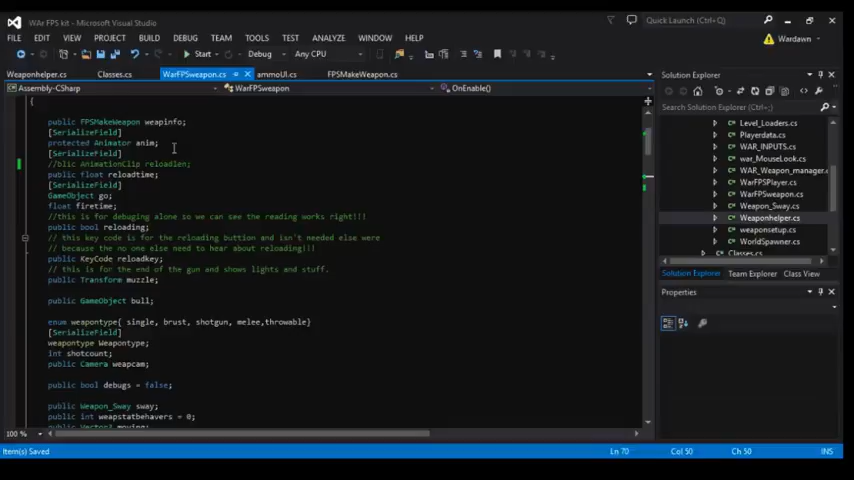 WAr FPS kit - Microsoft Visual Studio
Quick Launch (Ctrl+Q)
FILE EDIT VIEW PROJECT BUILD DEBUG TEAM TOOLS TEST ANALYZE WINDOW HELP
Wardawn
Start Debug Any CPU
Weaponhelper.cs Classes.cs WarFPSweapon.cs ammoUI.cs FPSMakeWeapon.cs
Assembly-CSharp WarFPSweapon OnEnable()
{
public FPSMakeWeapon weapinfo;
[SerializeField]
protected Animator anim;
[SerializeField]
//blic AnimationClip reloadlen;
public float reloadtime;
[SerializeField]
GameObject go;
float firetime;
//this is for debuging alone so we can see the reading works right!!!
public bool reloading;
// this key code is for the reloading buttion and isn't needed else were
// because the no one else need to hear about reloading!!!
public KeyCode reloadkey;
// this is for the end of the gun and shows lights and stuff.
public Transform muzzle;
public GameObject bull;
enum weapontype{ single, brust, shotgun, melee,throwable}
[SerializeField]
weapontype Weapontype;
int shotcount;
public Camera weapcam;
public bool debugs = false;
public Weapon_Sway sway;
public int weapstatbehavers = 0;
public Vector3 moving;
100 %
Solution Explorer
Search Solution Explorer (Ctrl+;)
Level_Loaders.cs
Playerdata.cs
WAR_INPUTS.cs
war_MouseLook.cs
WAR_Weapon_manager.c
WarFPSPlayer.cs
WarFPSweapon.cs
Weapon_Sway.cs
Weaponhelper.cs
weaponsetup.cs
WorldSpawner.cs
Classes.cs
Solution Explorer Team Explorer Class View
Properties
Item(s) Saved Ln 70 Col 50 Ch 50 INS